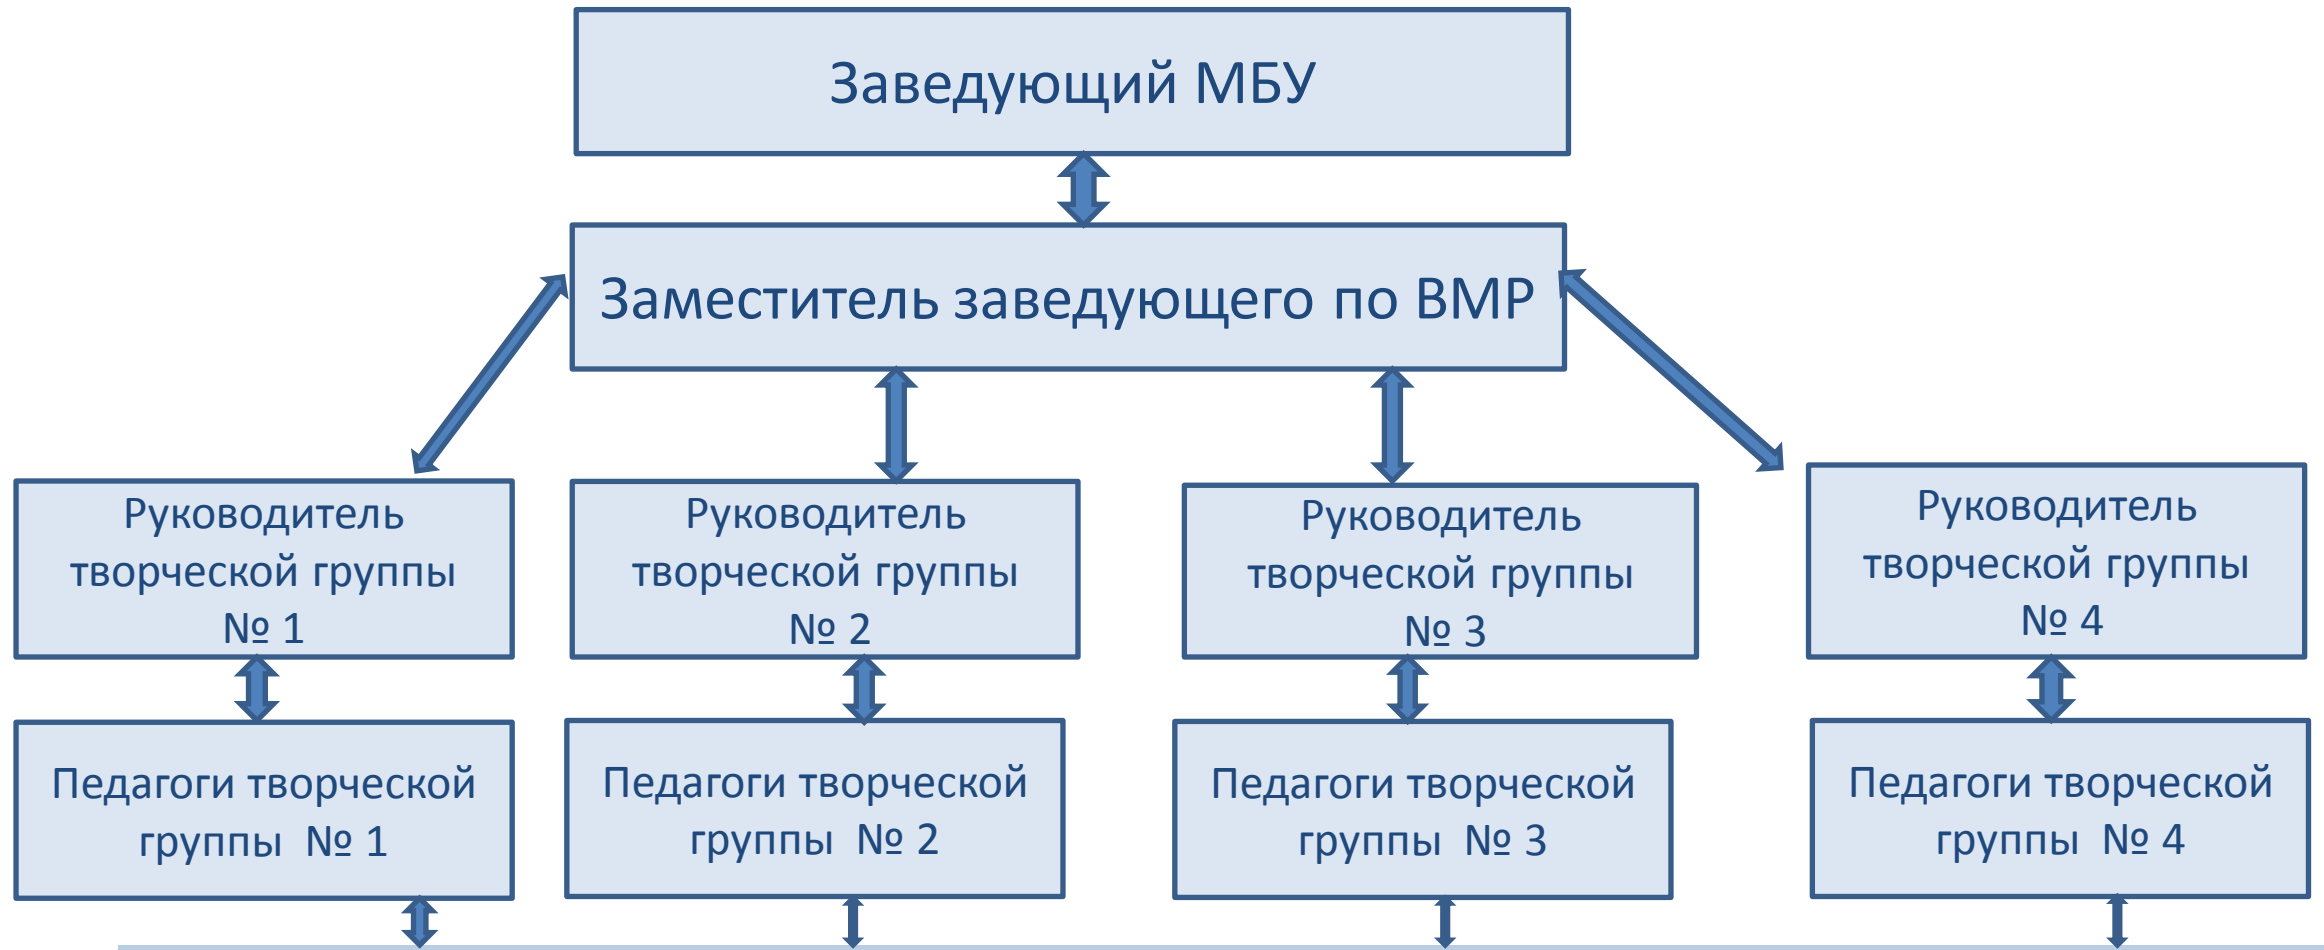 Заведующий МБУ
Заместитель заведующего по ВМР
Руководитель
творческой группы
№ 1
Руководитель
творческой группы
№ 2
Руководитель
творческой группы
№ 3
Руководитель
творческой группы
№ 4
Педагоги творческой
группы № 1
Педагоги творческой
группы № 2
Педагоги творческой
группы № 3
Педагоги творческой
группы № 4